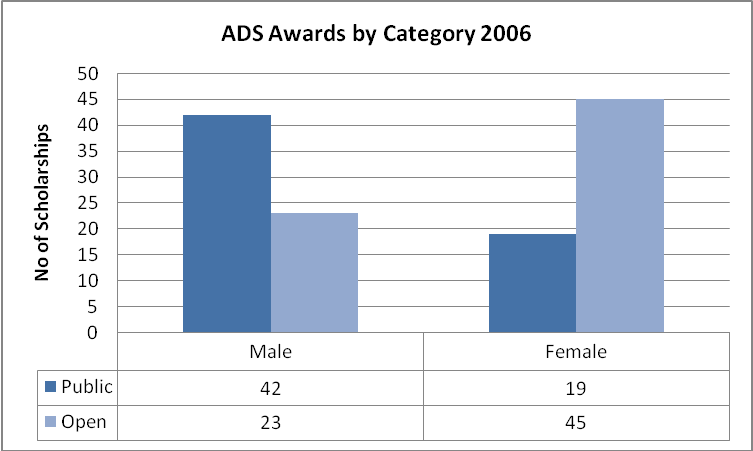 ADS Awards by Category 2006
No of Scholarships
50
45
40
35
30
25
20
15
10
5
0
Male Female
Public 42 19
Open 23 45